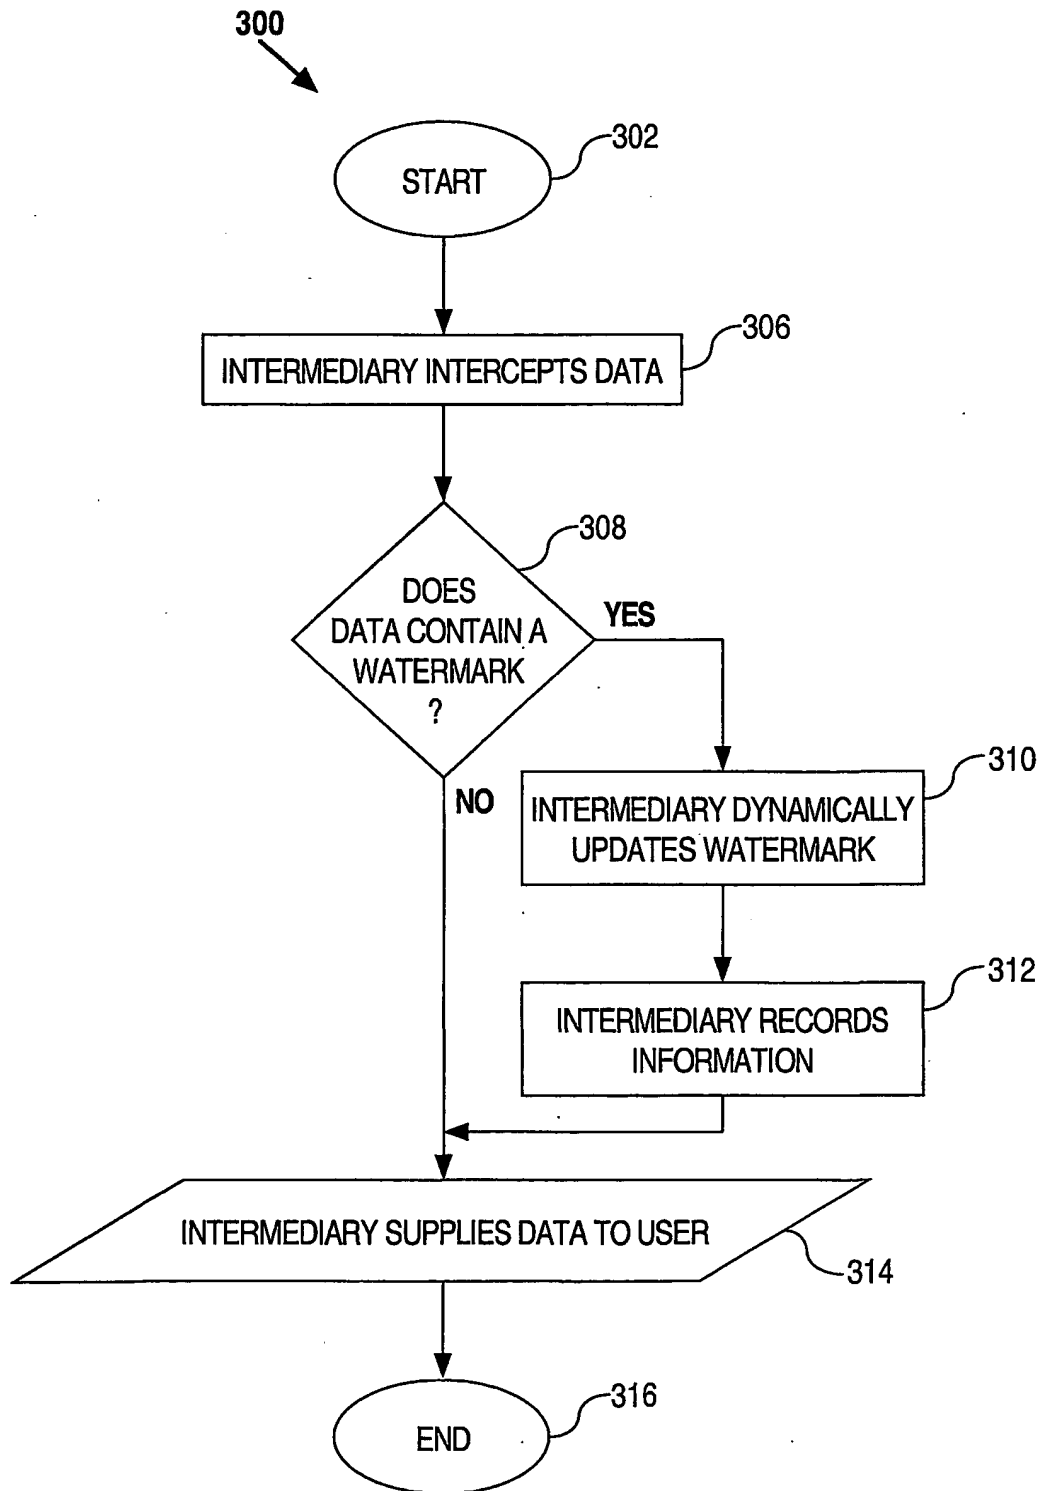 300
302
START
306
INTERMEDIARY INTERCEPTS DATA
308
DOES
DATA CONTAIN A
WATERMARK
?
YES
NO
310
INTERMEDIARY DYNAMICALLY
UPDATES WATERMARK
312
INTERMEDIARY RECORDS
INFORMATION
INTERMEDIARY SUPPLIES DATA TO USER
314
316
END